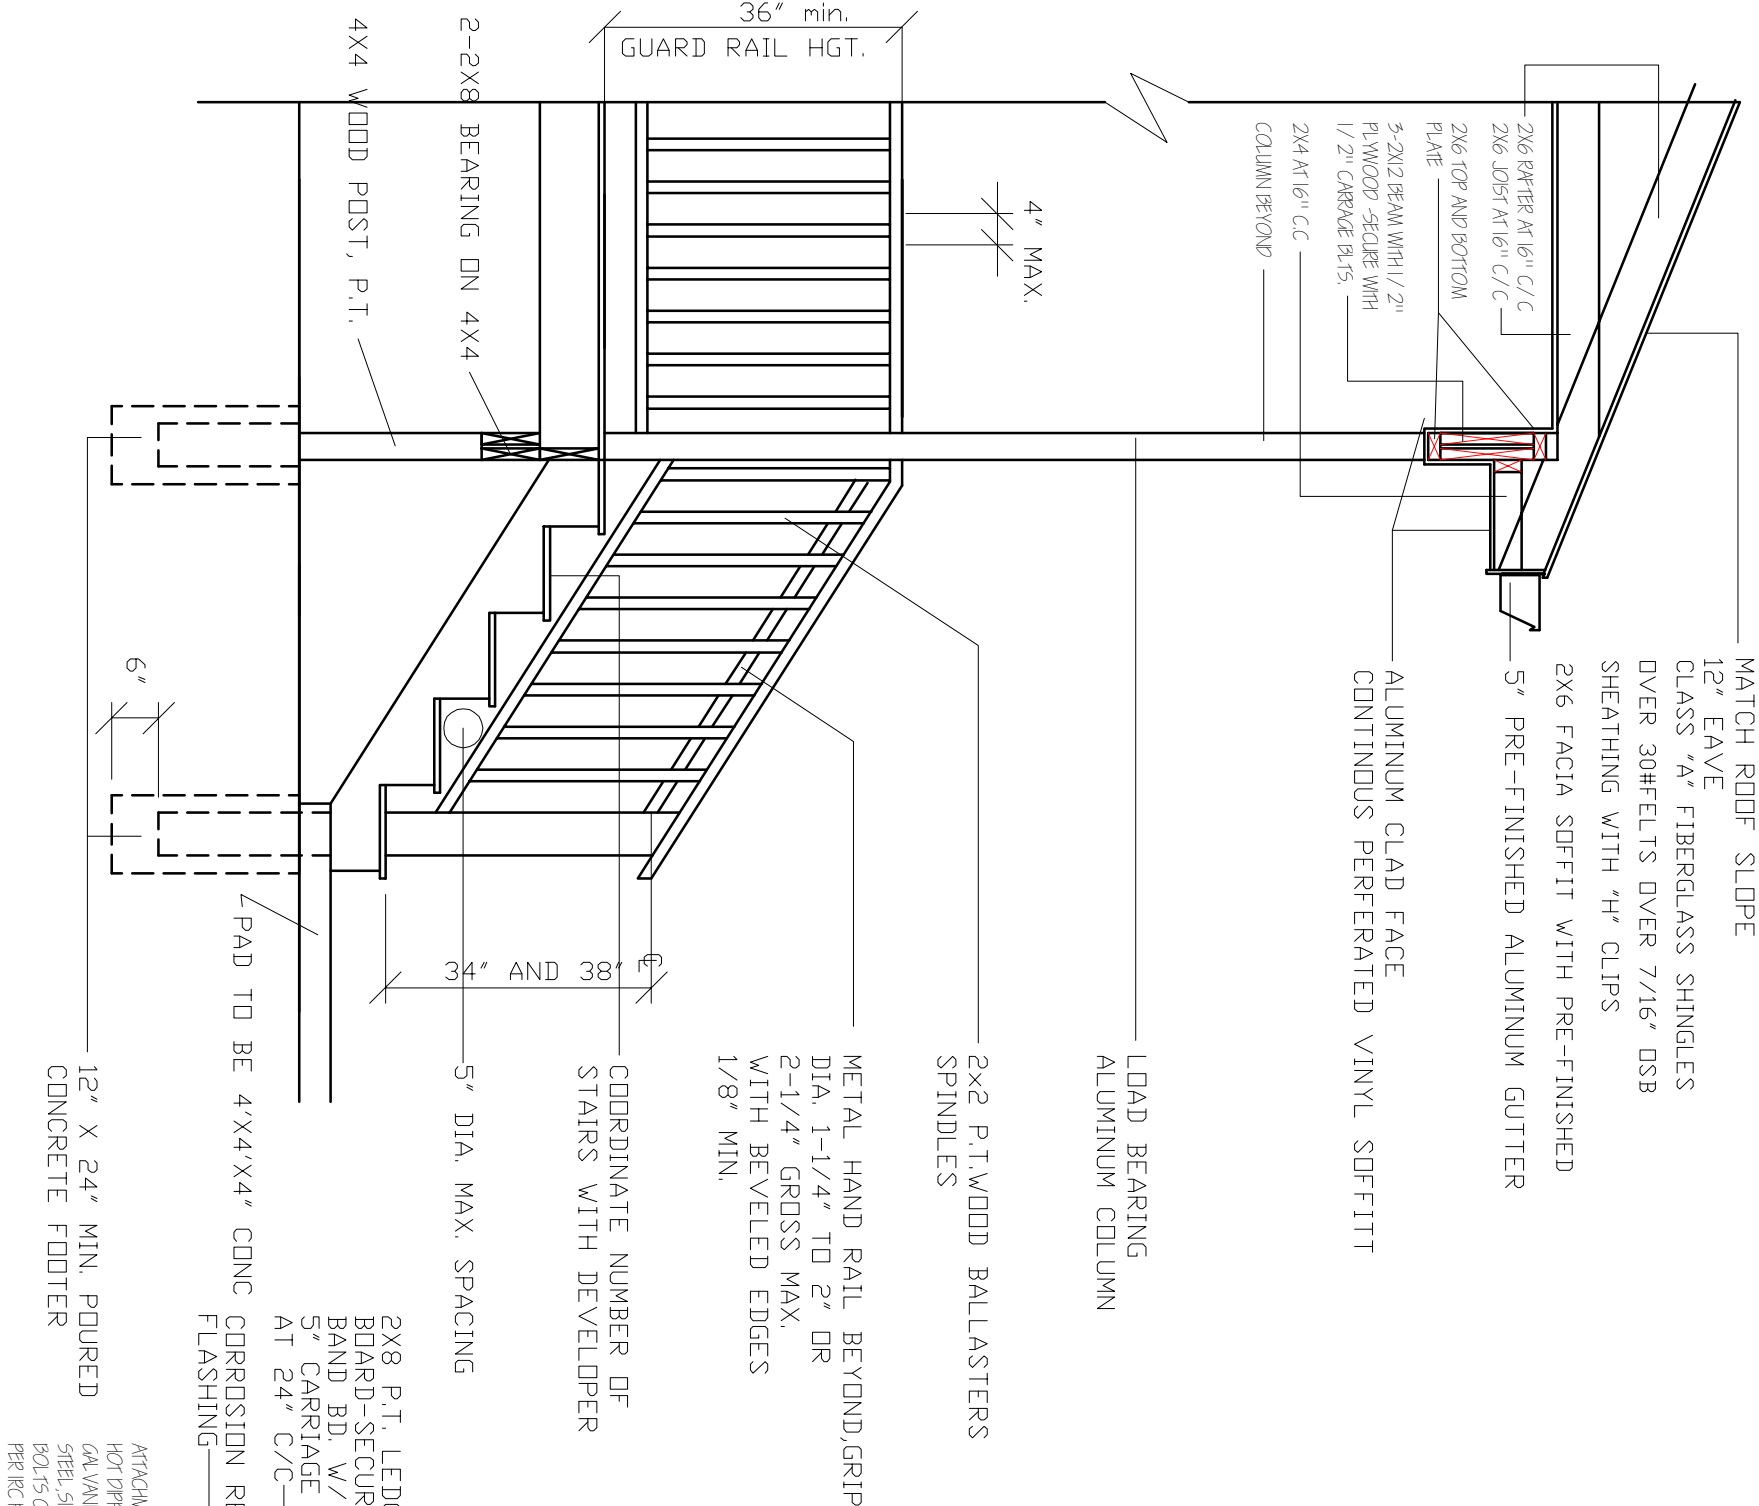 MATCH ROOF SLOPE
12" EAVE
CLASS "A" FIBERGLASS SHINGLES
OVER 30#FELTS OVER 7/16" OSB
SHEATHING WITH "H" CLIPS
2X6 FACIA SOFFIT WITH PRE-FINISHED
5" PRE-FINISHED ALUMINUM GUTTER
ALUMINUM CLAD FACE
CONTINOUS PERFERATED VINYL SOFFITT
2X6 RAFTER AT 16" C/C
2X6 JOIST AT 16" C/C
2X6 TOP AND BOTTOM
PLATE
3-2X12 BEAM WITH 1/2"
PLYWOOD -SECURE WITH
1/2" CARRAGE BLTS.
2X4 AT 16" C.C
COLUMN BEYOND
LOAD BEARING
ALUMINUM COLUMN
4" MAX.
2x2 P.T.WOOD BALLASTERS
SPINDLES
36" min.
GUARD RAIL HGT.
METAL HAND RAIL BEYOND,GRIP
DIA. 1-1/4" TO 2" OR
2-1/4" GROSS MAX.
WITH BEVELED EDGES
1/8" MIN.
34" AND 38"
COORDINATE NUMBER OF
STAIRS WITH DEVELOPER
2-2X8 BEARING ON 4X4
5" DIA. MAX. SPACING
4X4 WOOD POST, P.T.
2X8 P.T.
BOARD-SECUR
BAND BD. W/
5" CARRIAGE
AT 24" C/C
PAD TO BE 4'X4'X4" CONC
CORROSION
FLASHING
6"
12" X 24" MIN. POURED
CONCRETE FOOTER